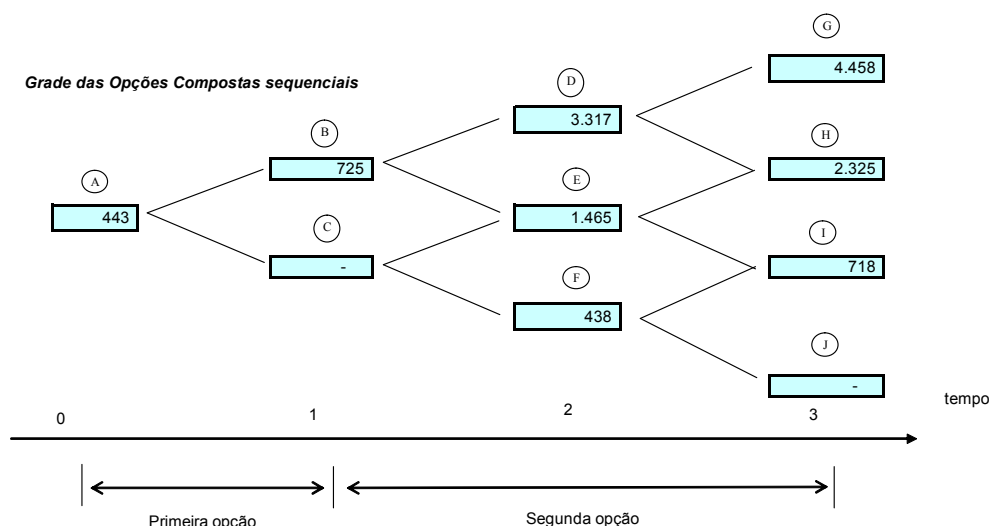 G
4.458
Grade das Opções Compostas sequenciais
D
3.317
B
725
H
2.325
A
443
E
1.465
C
-
I
718
F
438
J
-
tempo
0
1
2
3
Primeira opção
Segunda opção